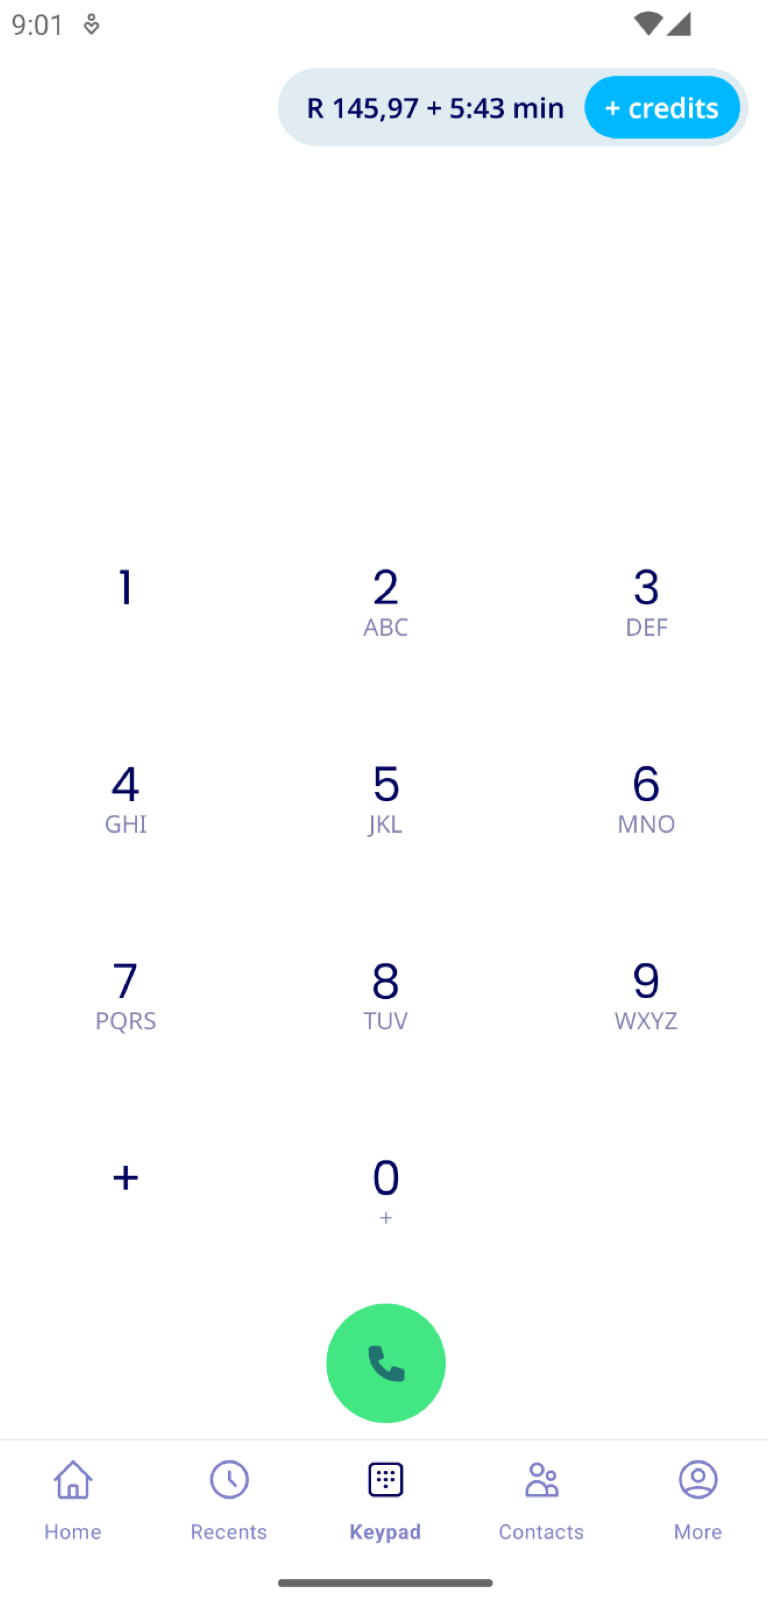 9:01
R 145,97 + 5:43 min + credits
1 2 3
ABC DEF
4 5 6
GHI JKL MNO
7 8 9
PQRS TUV WXYZ
+ 0
+
Home Recents Keypad Contacts More